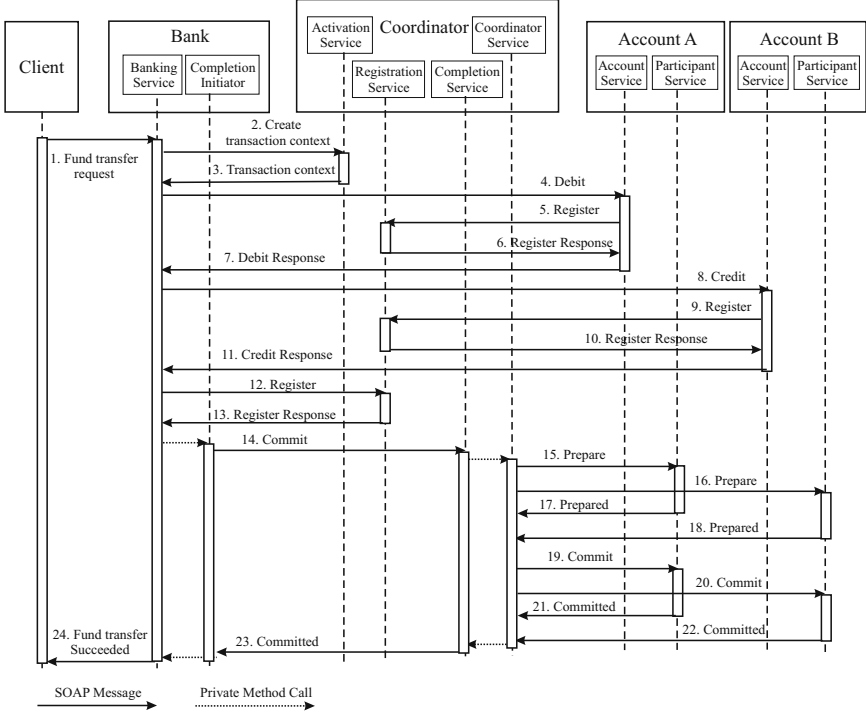 Client
Bank
Banking
Service
Completion
Initiator
Coordinator
Activation
Service
Registration
Service
Completion
Service
Coordinator
Service
Account A
Account
Service
Participant
Service
Account B
Account
Service
Participant
Service
1. Fund transfer
request
2. Create
transaction context
3. Transaction context
4. Debit
5. Register
6. Register Response
7. Debit Response
8. Credit
9. Register
10. Register Response
11. Credit Response
12. Register
13. Register Response
14. Commit
15. Prepare
16. Prepare
17. Prepared
18. Prepared
19. Commit
20. Commit
21. Committed
22. Committed
23. Committed
24. Fund transfer
Succeeded
SOAP Message
Private Method Call